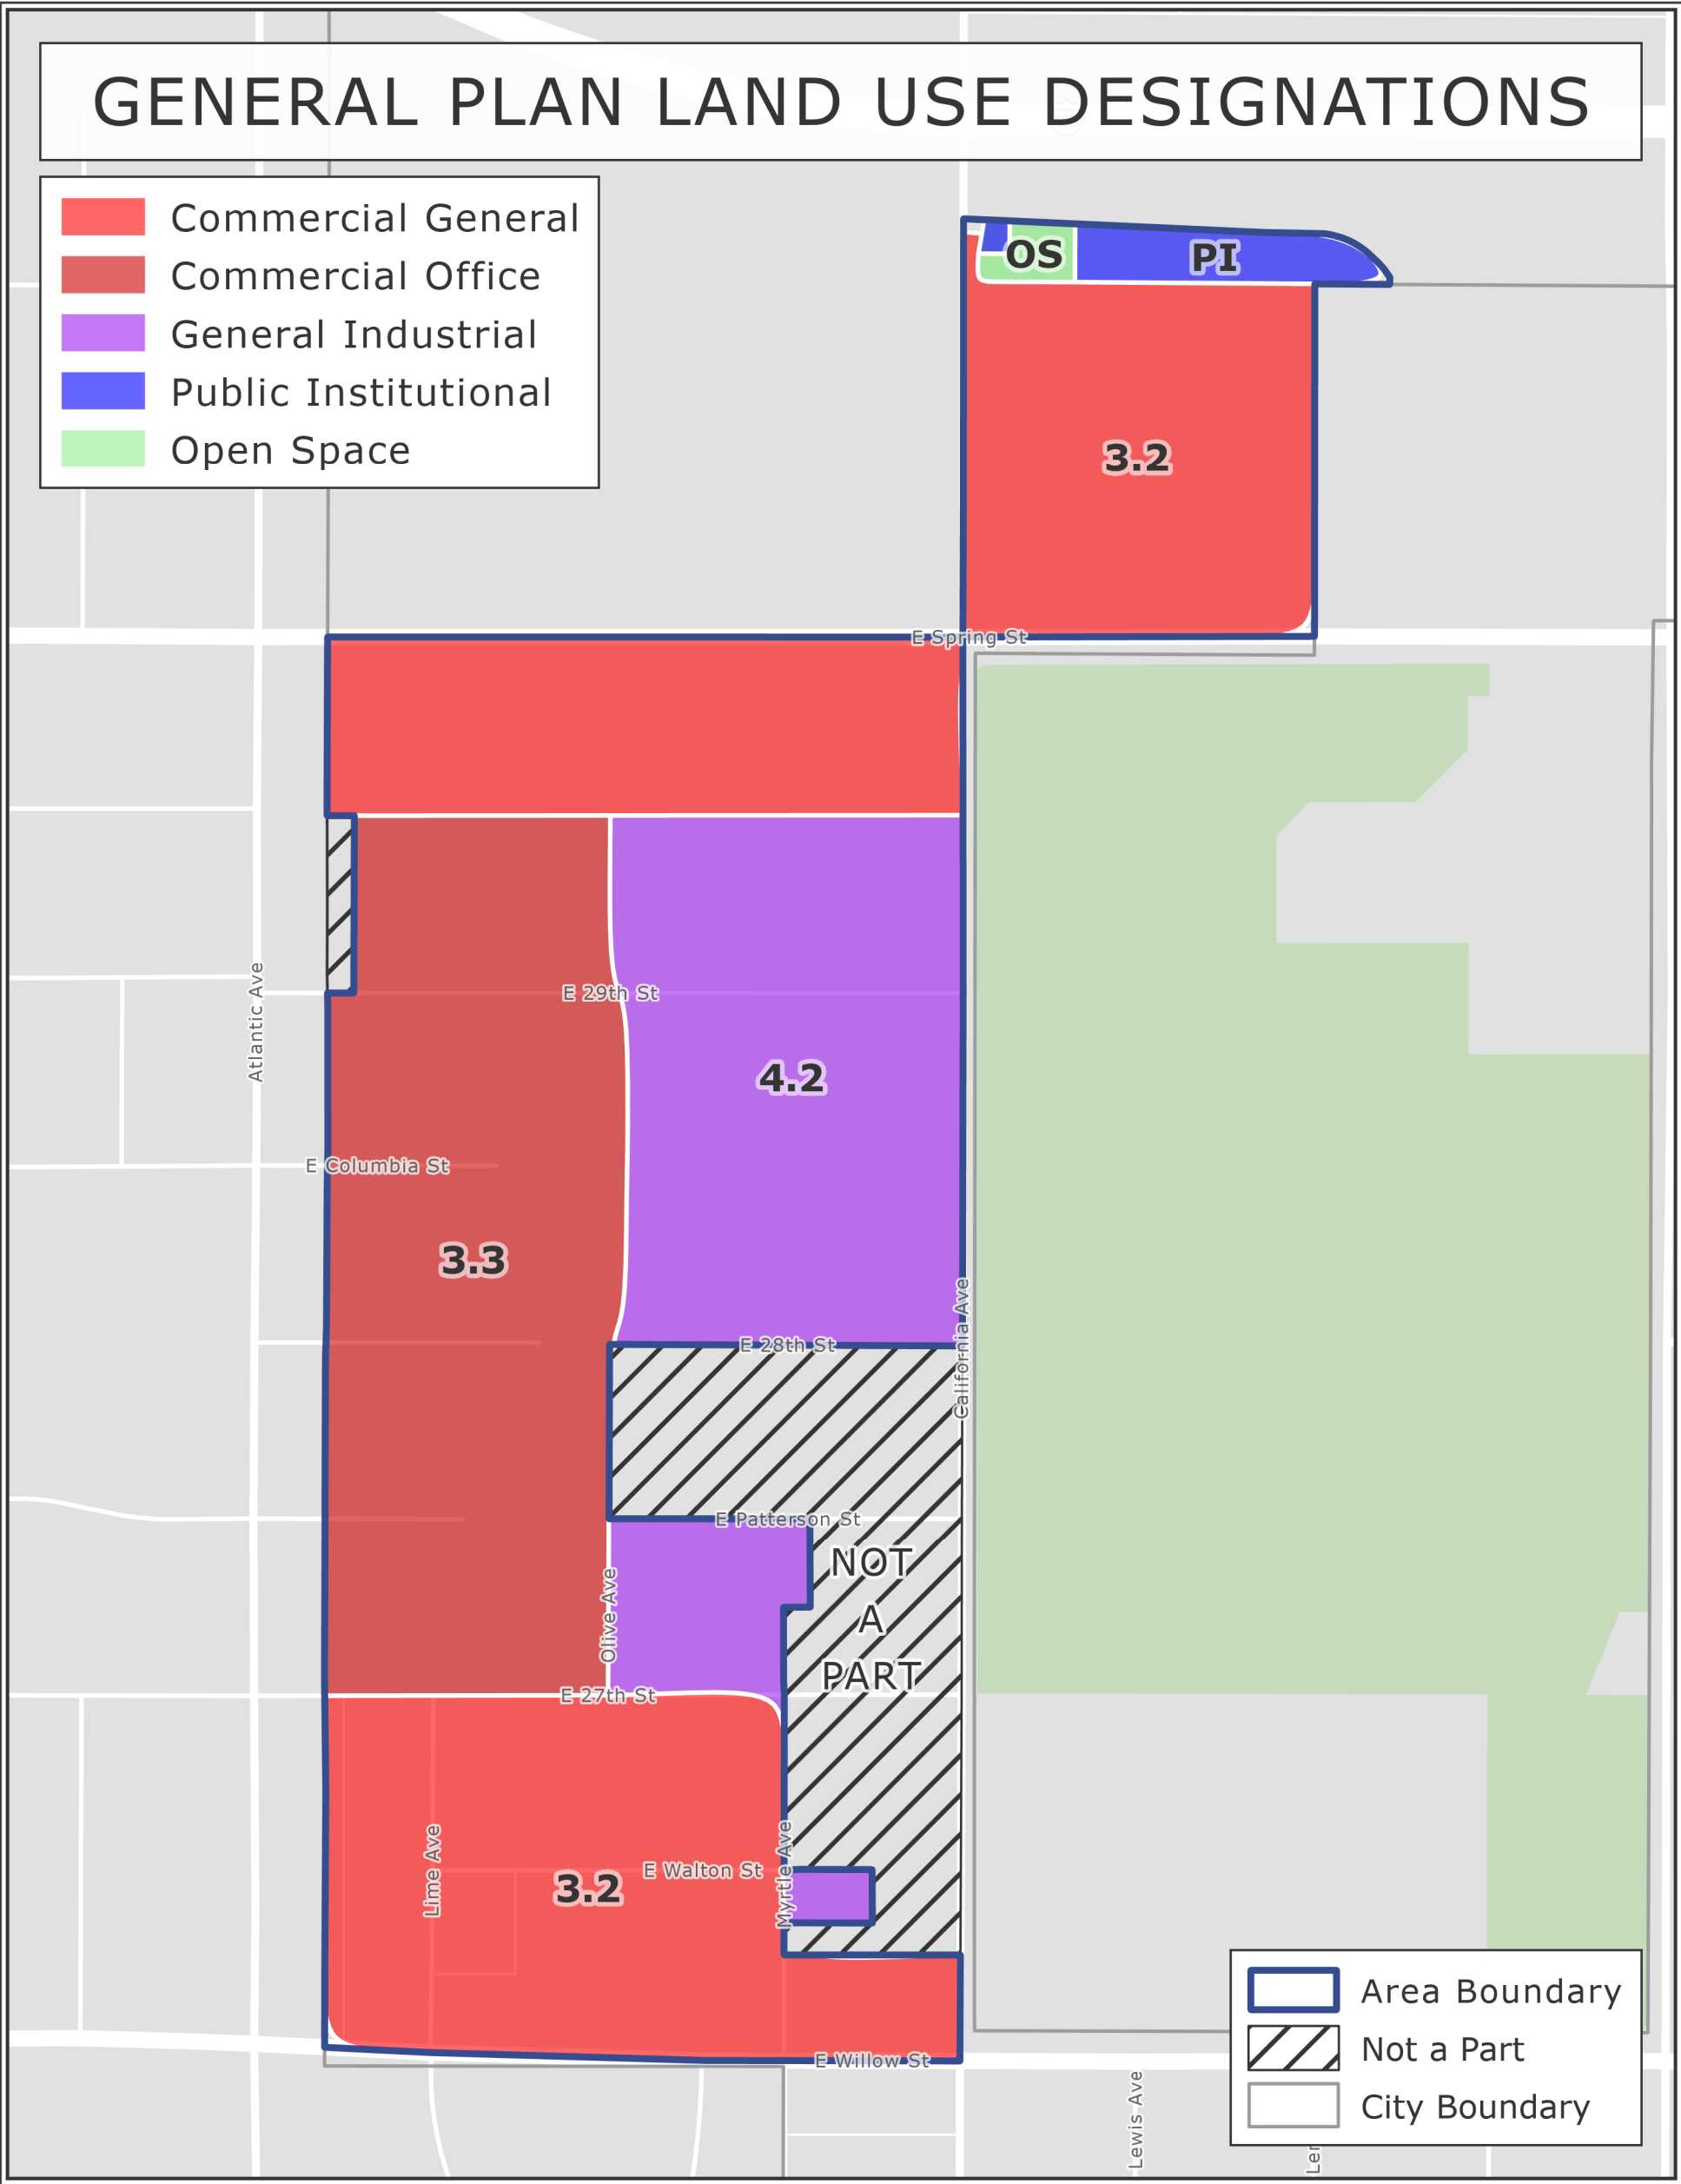 GENERAL PLAN LAND USE DESIGNATIONS
Commercial General
Commercial Office
General Industrial
Public Institutional
Open Space
OS
PI
3.2
E Spring St
Atlantic Ave
E 29th St
4.2
E Columbia St
3.3
E 28th St
California Ave
E Patterson St
NOT
A
PART
Olive Ave
E 27th St
Lime Ave
E Walton St
3.2
Myrtle Ave
E Willow St
Lewis Ave
Area Boundary
Not a Part
City Boundary